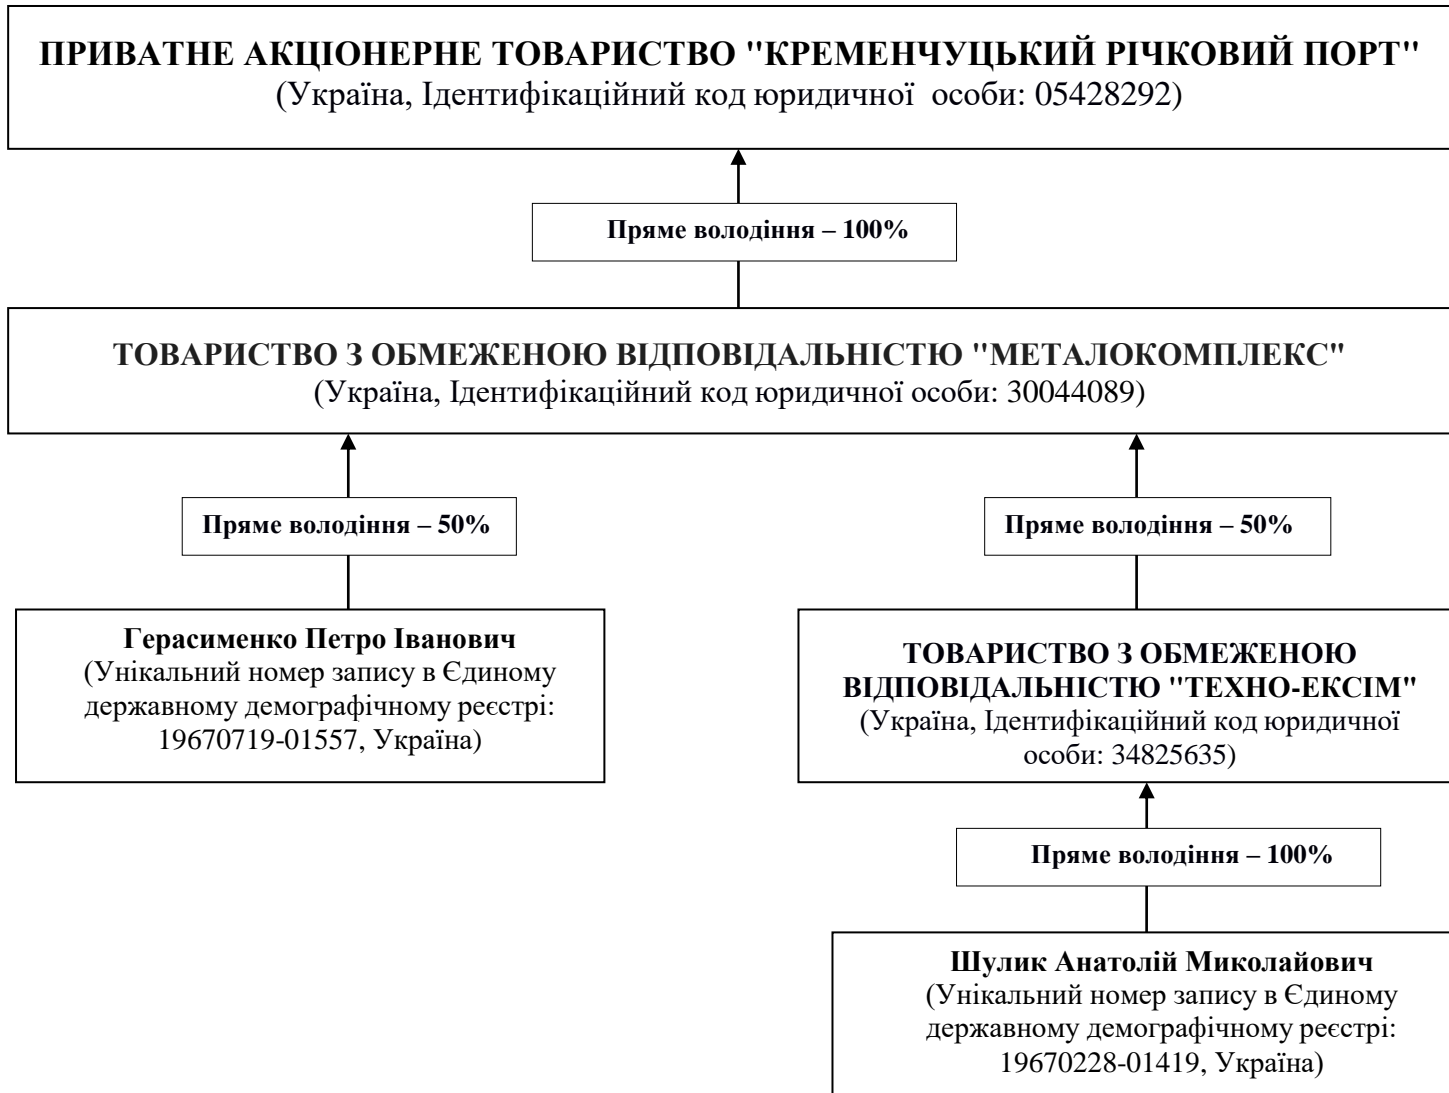 ПРИВАТНЕ АКЦІОНЕРНЕ ТОВАРИСТВО "КРЕМЕНЧУЦЬКИЙ РІЧКОВИЙ ПОРТ"
(Україна, Ідентифікаційний код юридичної особи: 05428292)
Пряме володіння – 100%
ТОВАРИСТВО З ОБМЕЖЕНОЮ ВІДПОВІДАЛЬНІСТЮ "МЕТАЛОКОМПЛЕКС"
(Україна, Ідентифікаційний код юридичної особи: 30044089)
Пряме володіння – 50%
Пряме володіння – 50%
Герасименко Петро Іванович
(Унікальний номер запису в Єдиному
державному демографічному реєстрі:
19670719-01557, Україна)
ТОВАРИСТВО З ОБМЕЖЕНОЮ
ВІДПОВІДАЛЬНІСТЮ "ТЕХНО-ЕКСІМ"
(Україна, Ідентифікаційний код юридичної
особи: 34825635)
Пряме володіння – 100%
Шулик Анатолій Миколайович
(Унікальний номер запису в Єдиному
державному демографічному реєстрі:
19670228-01419, Україна)